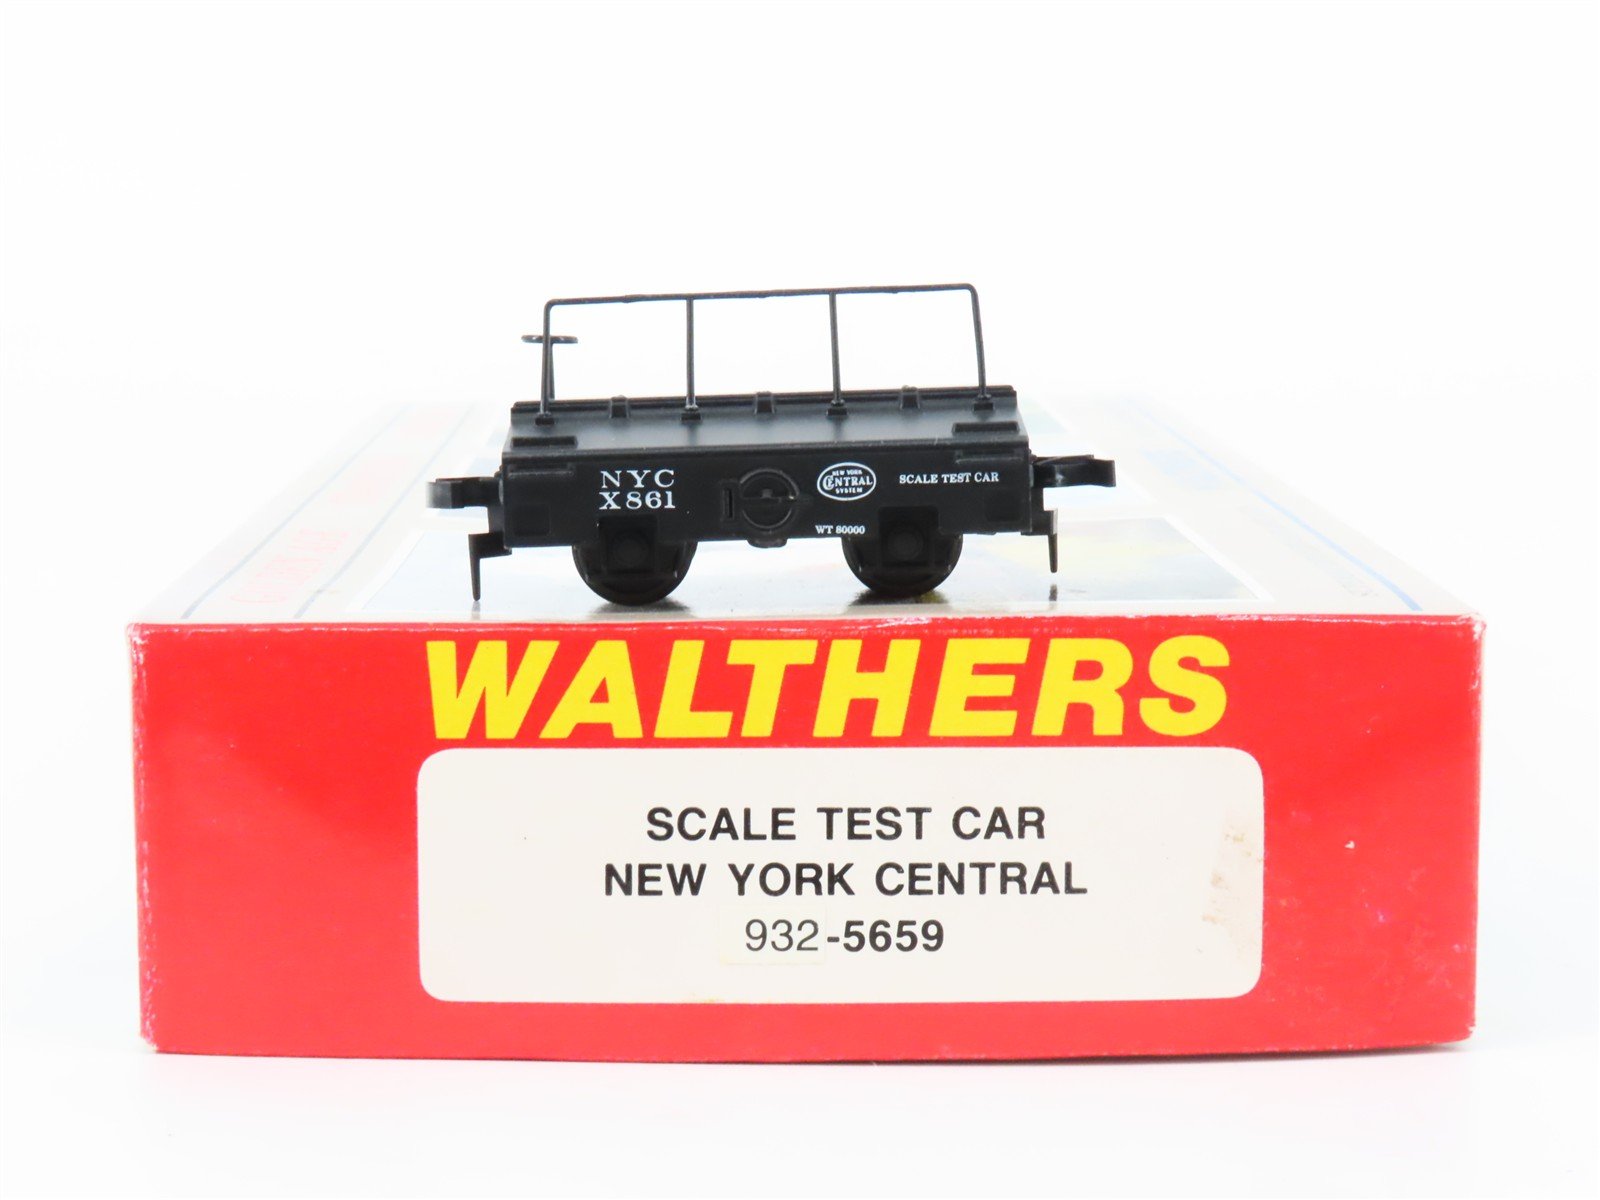 NYC
X861
NEW YORK
CENTRAL
SYSTEM
SCALE TEST CAR
WT 80000
WALTHERS
SCALE TEST CAR
NEW YORK CENTRAL
932-5659